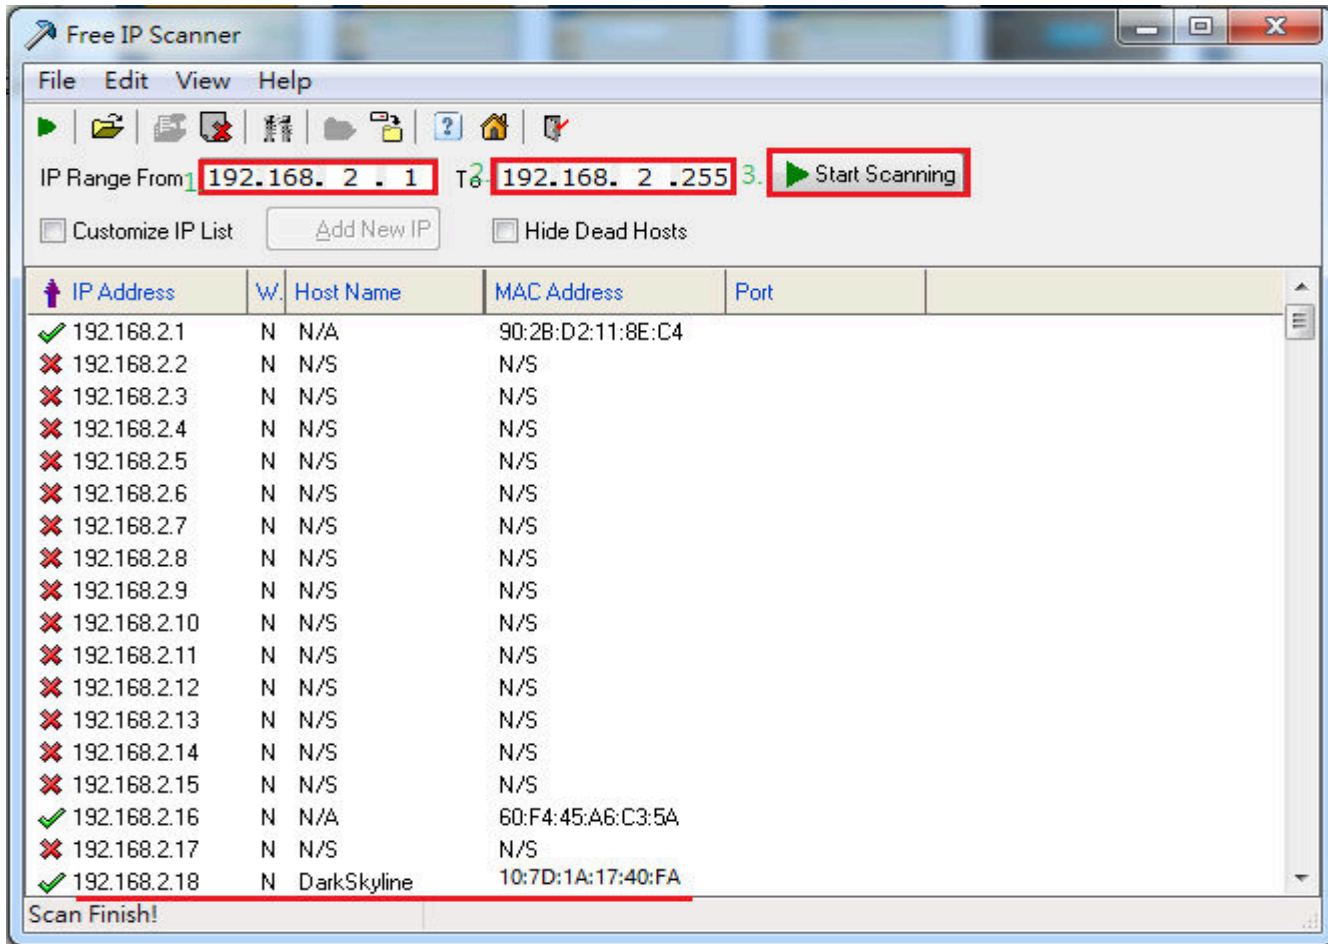 Free IP Scanner
File Edit View Help
IP Range From 1. 192.168. 2 . 1 To 2. 192.168. 2 .255 3. Start Scanning
Customize IP List Add New IP Hide Dead Hosts
IP Address W. Host Name MAC Address Port
192.168.2.1 N N/A 90:2B:D2:11:8E:C4
192.168.2.2 N N/S N/S
192.168.2.3 N N/S N/S
192.168.2.4 N N/S N/S
192.168.2.5 N N/S N/S
192.168.2.6 N N/S N/S
192.168.2.7 N N/S N/S
192.168.2.8 N N/S N/S
192.168.2.9 N N/S N/S
192.168.2.10 N N/S N/S
192.168.2.11 N N/S N/S
192.168.2.12 N N/S N/S
192.168.2.13 N N/S N/S
192.168.2.14 N N/S N/S
192.168.2.15 N N/S N/S
192.168.2.16 N N/A 60:F4:45:A6:C3:5A
192.168.2.17 N N/S N/S
192.168.2.18 N DarkSkyline 10:7D:1A:17:40:FA
Scan Finish!